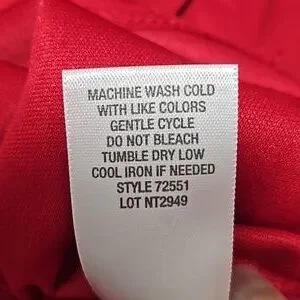 MACHINE WASH COLD
WITH LIKE COLORS
GENTLE CYCLE
DO NOT BLEACH
TUMBLE DRY LOW
COOL IRON IF NEEDED
STYLE 72551
LOT NT2949